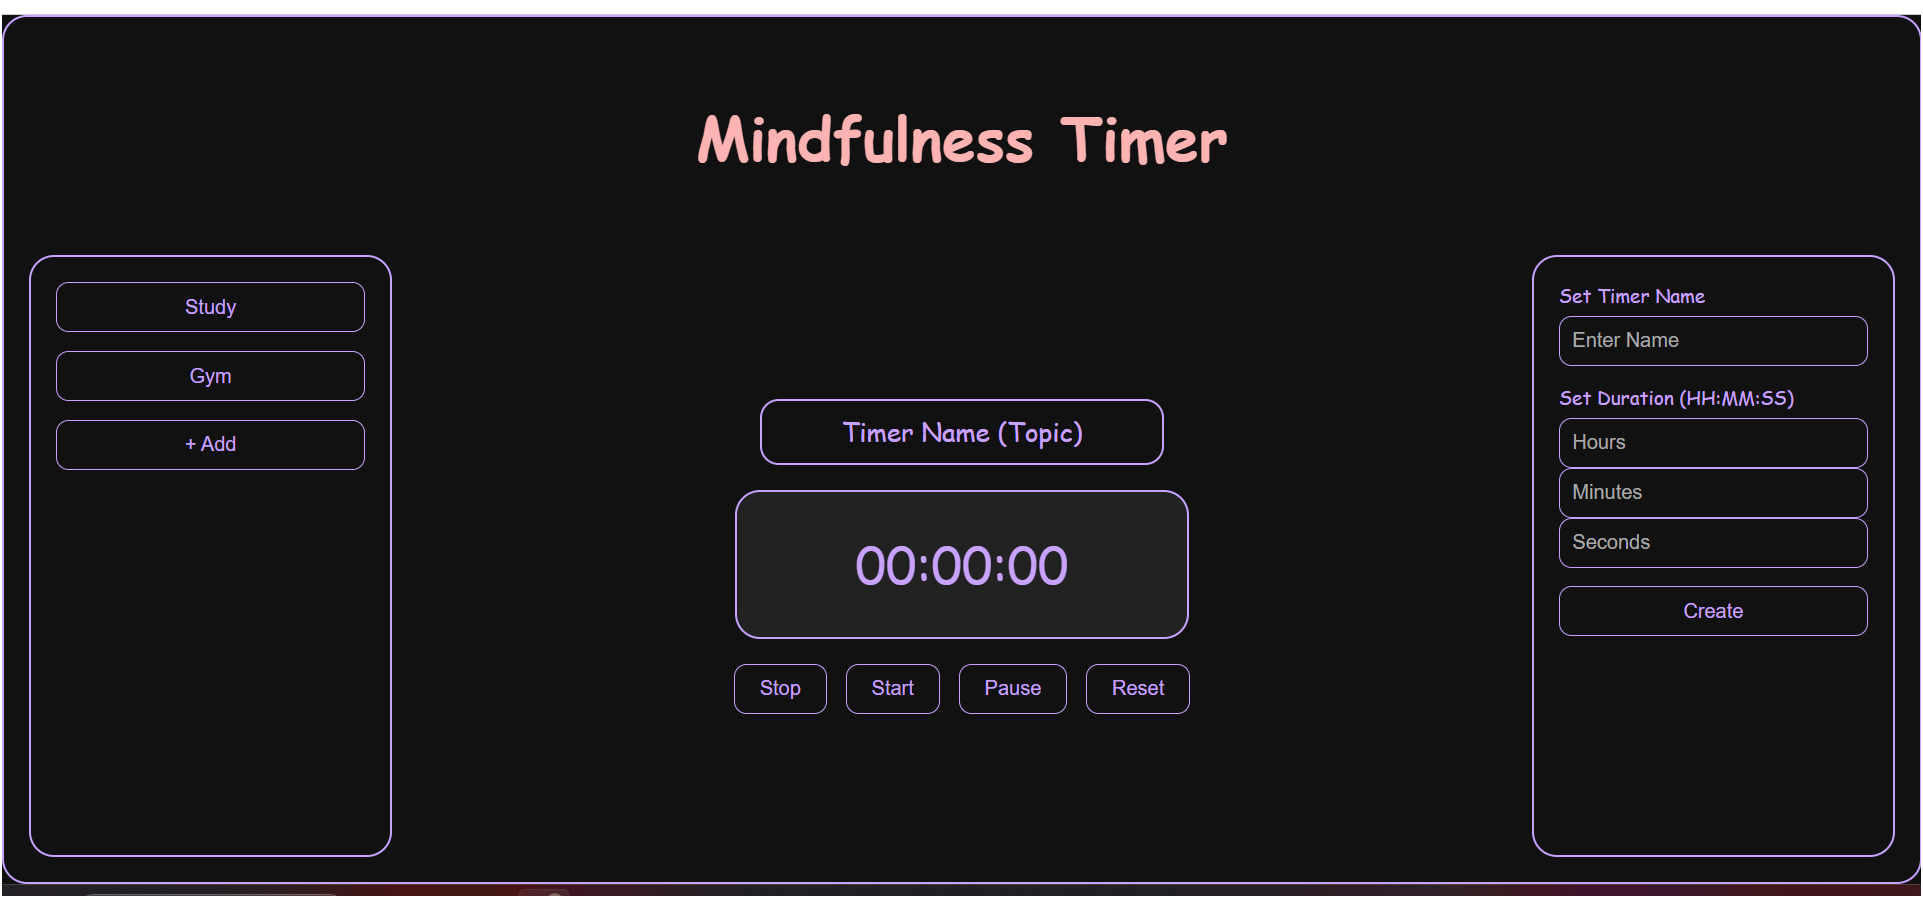 Mindfulness Timer
Study
Gym
+ Add
Timer Name (Topic)
00:00:00
Stop
Start
Pause
Reset
Set Timer Name
Enter Name
Set Duration (HH:MM:SS)
Hours
Minutes
Seconds
Create